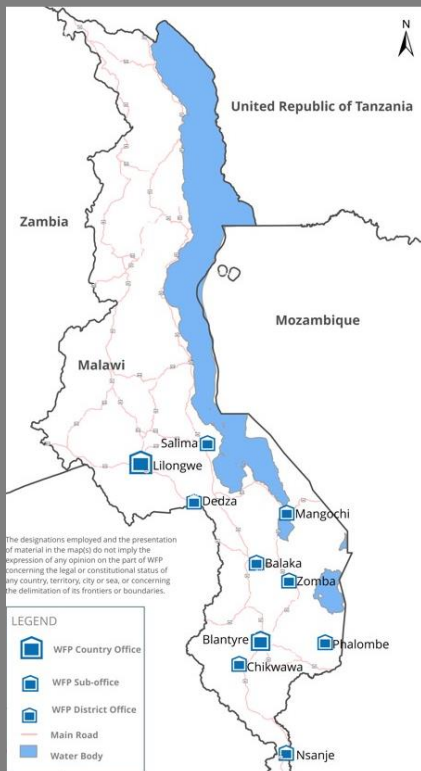 N
United Republic of Tanzania
Zambia
Mozambique
Malawi
Salima
Lilongwe
Dedza
Mangochi
The designations employed and the presentation
of material in the map(s) do not imply the
expression of any opinion on the part of WFP
concerning the legal or constitutional status of
any country, territory, city or sea, or concerning
the delimitation of its frontiers or boundaries.
Balaka
Zomba
Blantyre
Phalombe
Chikwawa
Nsanje
LEGEND
WFP Country Office
WFP Sub-office
WFP District Office
Main Road
Water Body